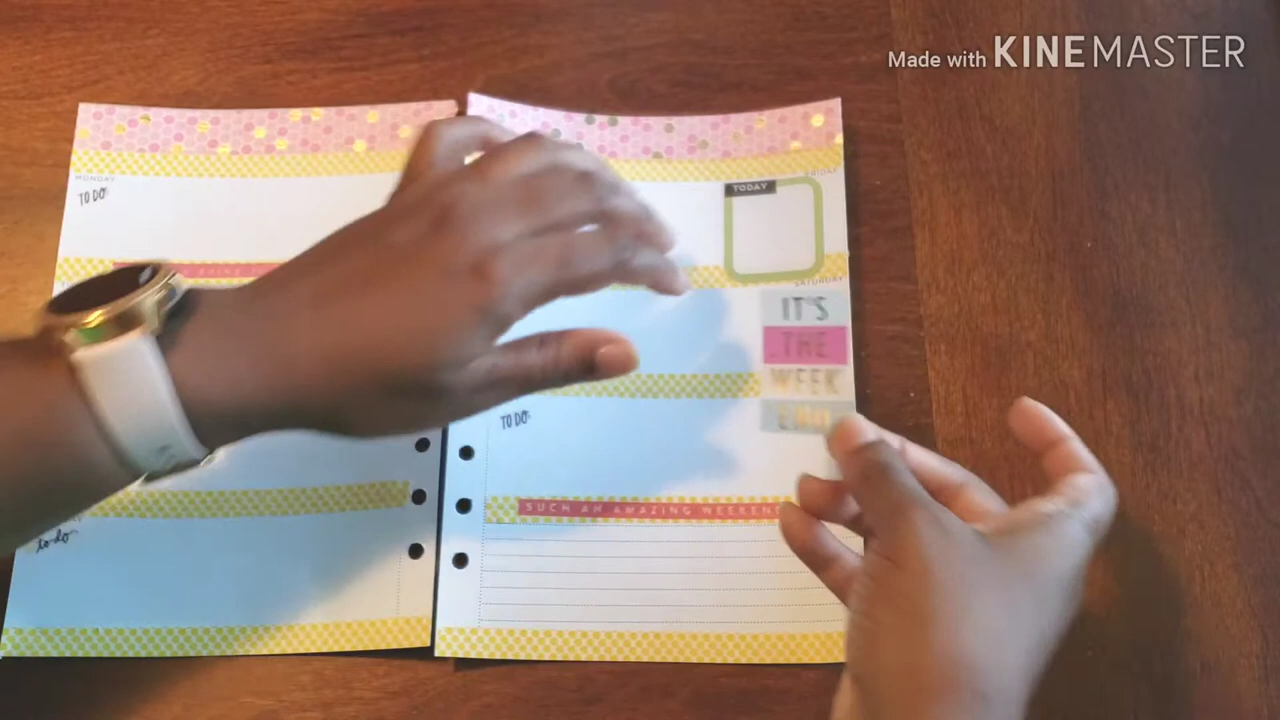 Made with KINEMASTER
MONDAY
TO DO
TODAY
FRIDAY
SATURDAY
IT'S
THE
WEEK
END
TO DO
SUCH AN AMAZING WEEKEND
to do